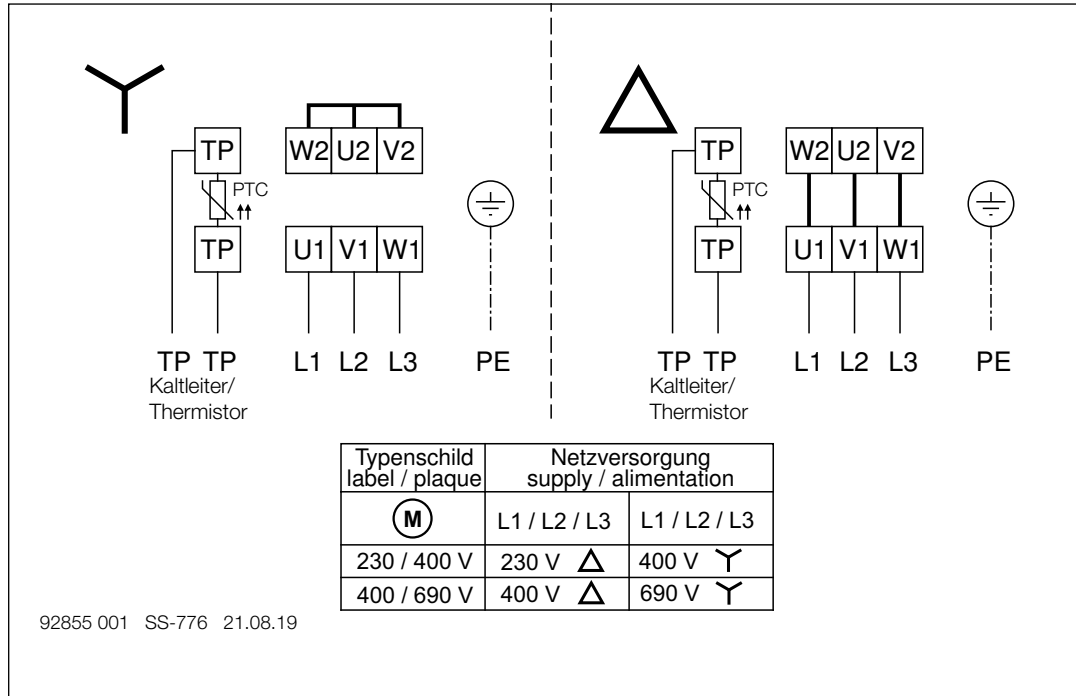 TP W2 U2 V2
PTC
TP U1 V1 W1
TP TP L1 L2 L3 PE
Kaltleiter/
Thermistor
TP W2 U2 V2
PTC
TP U1 V1 W1
TP TP L1 L2 L3 PE
Kaltleiter/
Thermistor
Typenschild Netzversorgung
label / plaque supply / alimentation
M L1 / L2 / L3 L1 / L2 / L3
230 / 400 V 230 V 400 V
400 / 690 V 400 V 690 V
92855 001 SS-776 21.08.19